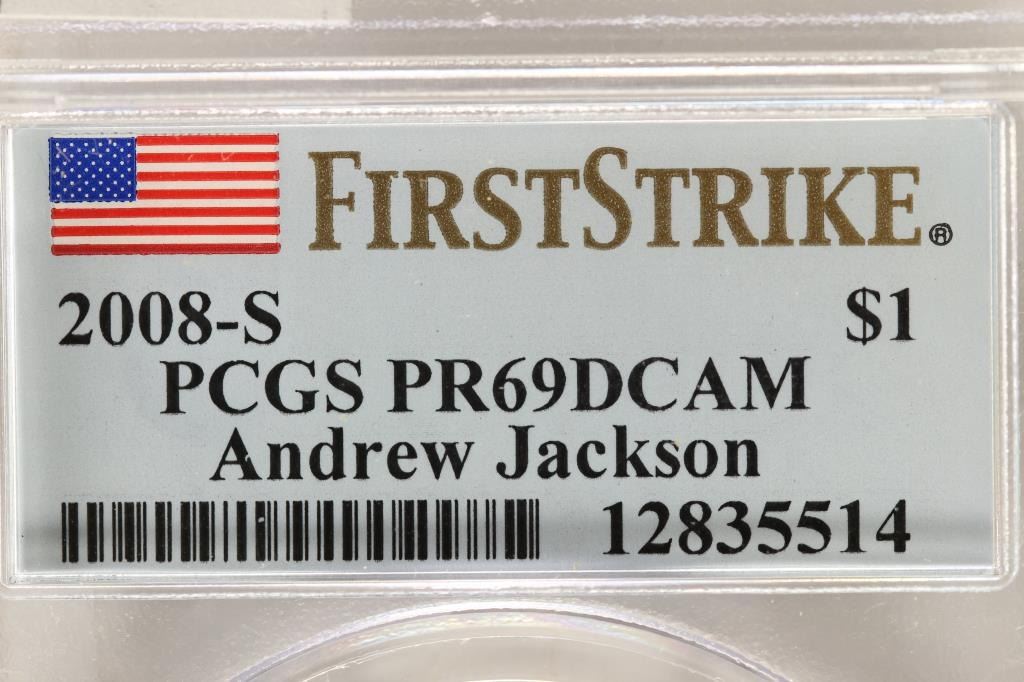 FIRSTSTRIKE®
2008-S $1
PCGS PR69DCAM
Andrew Jackson
12835514